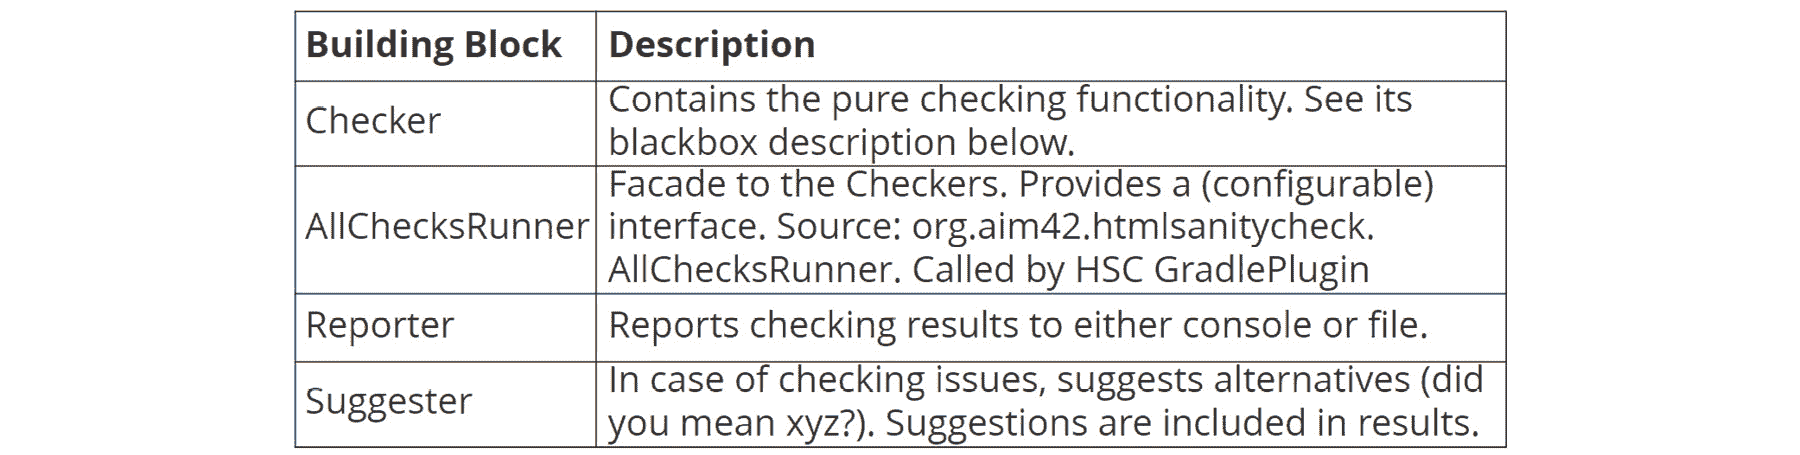 Building Block Description
Checker
Contains the pure checking functionality. See its
blackbox description below.
AllChecksRunner
Facade to the Checkers. Provides a (configurable)
interface. Source: org.aim42.htmlsanitycheck.
AllChecksRunner. Called by HSC GradlePlugin
Reporter
Reports checking results to either console or file.
Suggester
In case of checking issues, suggests alternatives (did
you mean xyz?). Suggestions are included in results.